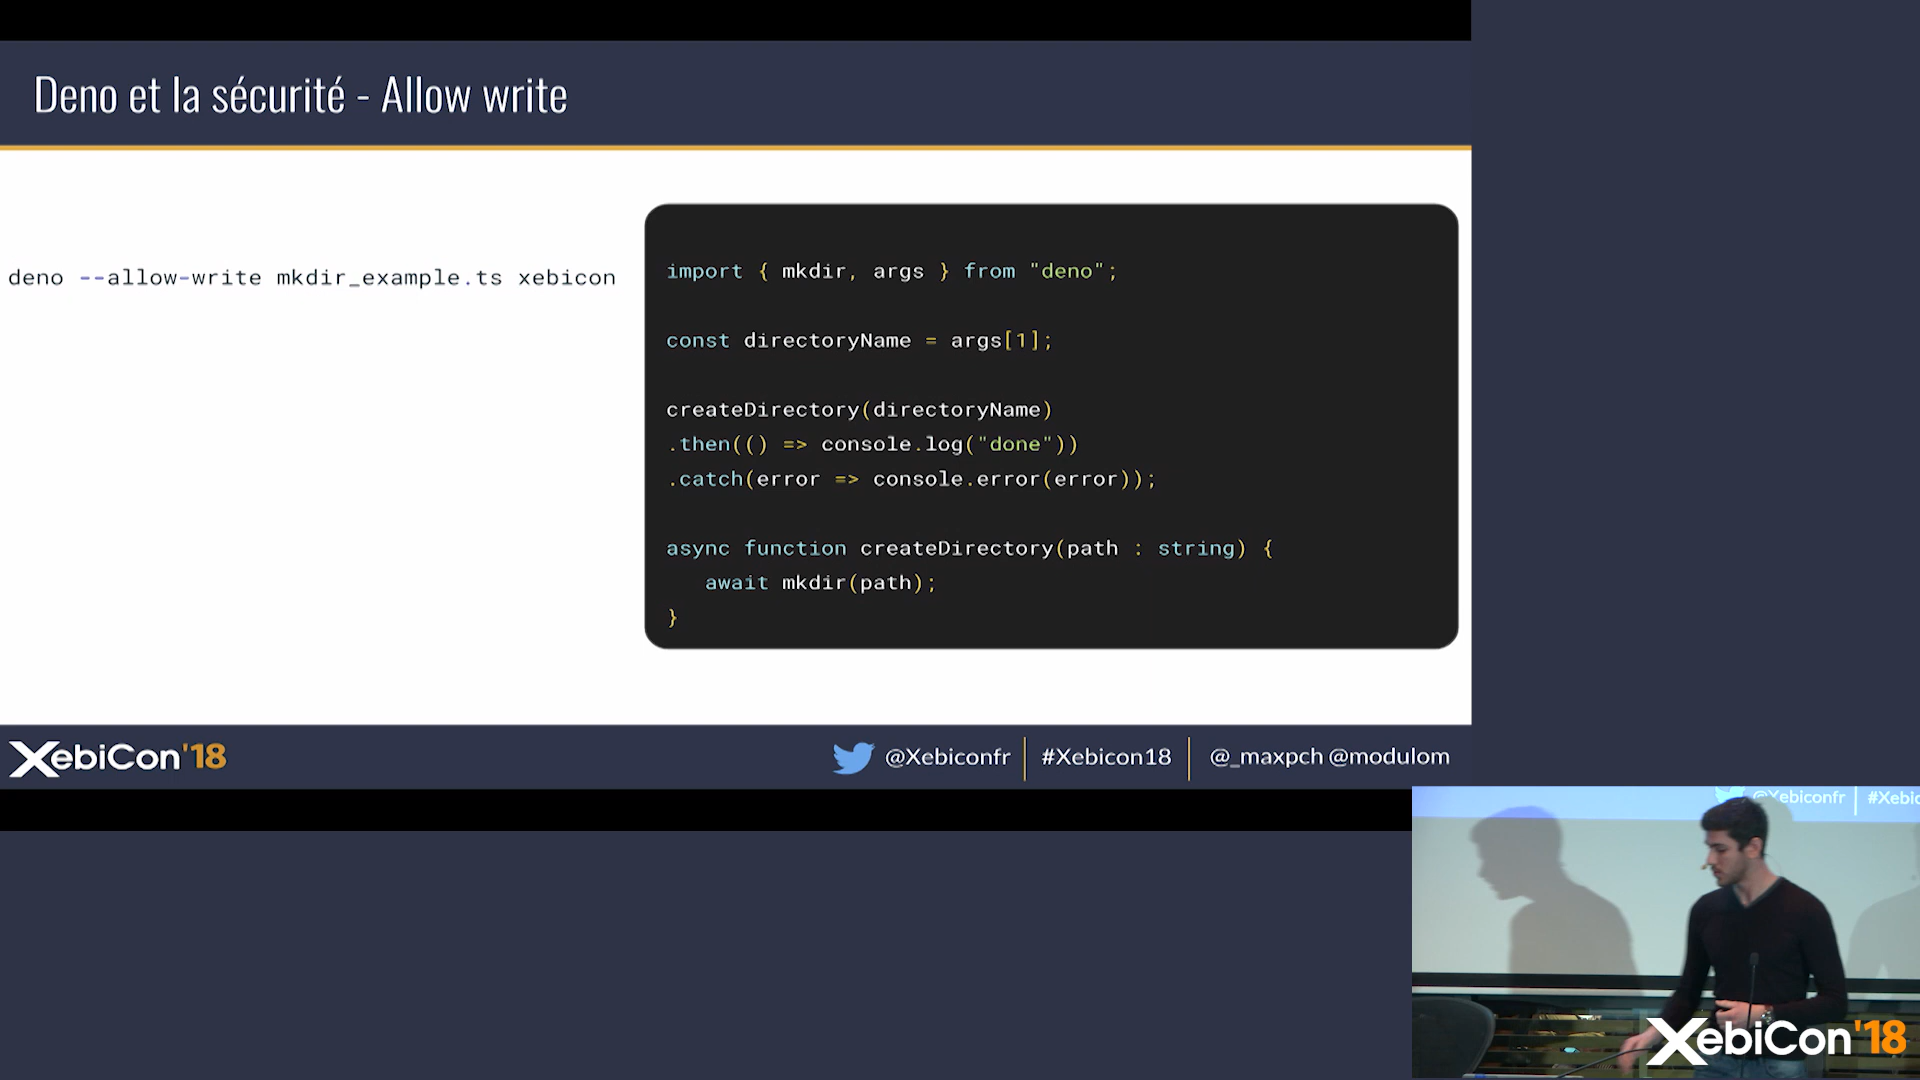 Deno et la sécurité - Allow write
deno --allow-write mkdir_example.ts xebicon
import { mkdir, args } from "deno";
const directoryName = args[1];
createDirectory(directoryName)
.then(() => console.log("done"))
.catch(error => console.error(error));
async function createDirectory(path : string) {
await mkdir(path);
}
XebiCon'18
@Xebiconfr
#Xebicon18
@_maxpch @modulom
@Xebiconfr
XebiCon'18